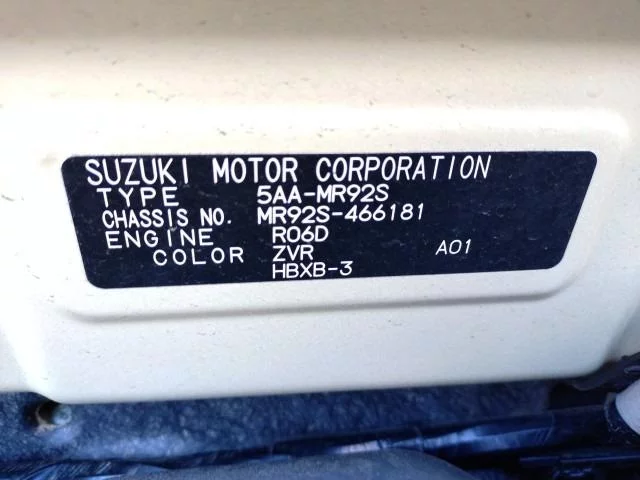 SUZUKI MOTOR CORPORATION
TYPE 5AA-MR92S
CHASSIS NO. MR92S-466181
ENGINE R06D
COLOR ZVR A01
HBXB-3